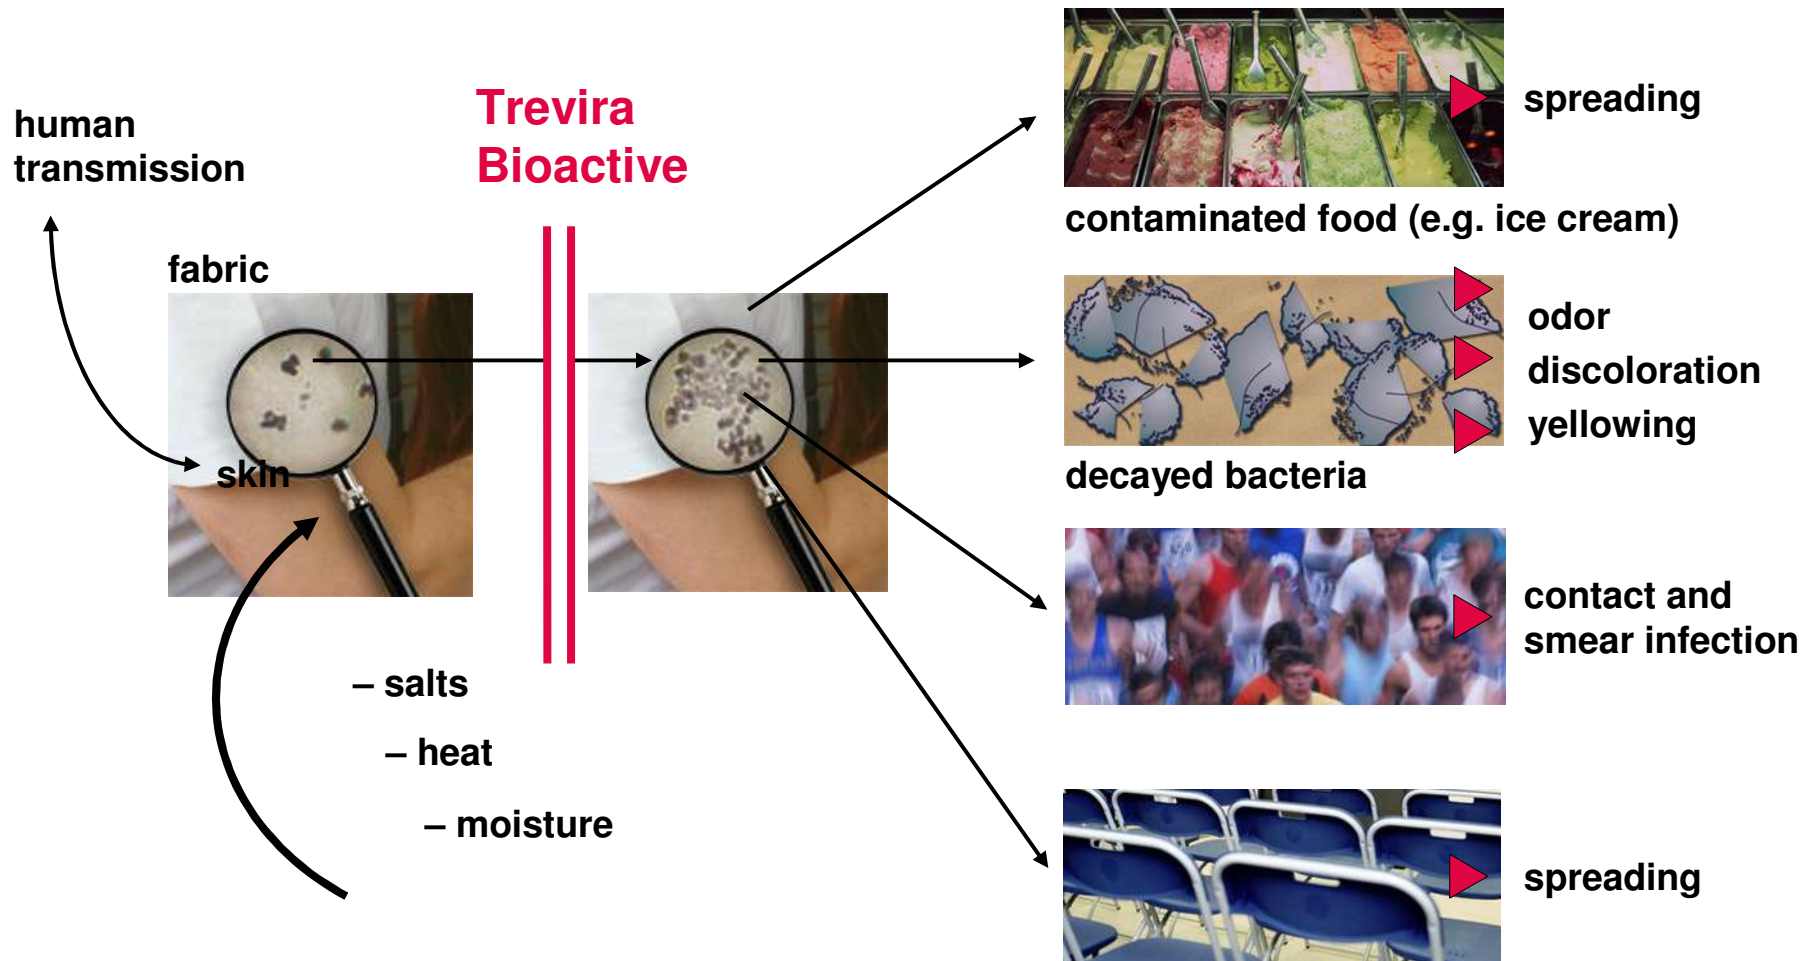 human
transmission
Trevira
Bioactive
fabric
skin
– salts
– heat
– moisture
spreading
contaminated food (e.g. ice cream)
odor
discoloration
yellowing
decayed bacteria
contact and
smear infection
spreading